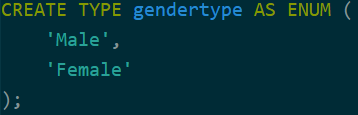 CREATE TYPE gendertype AS ENUM (
    'Male',
    'Female'
);